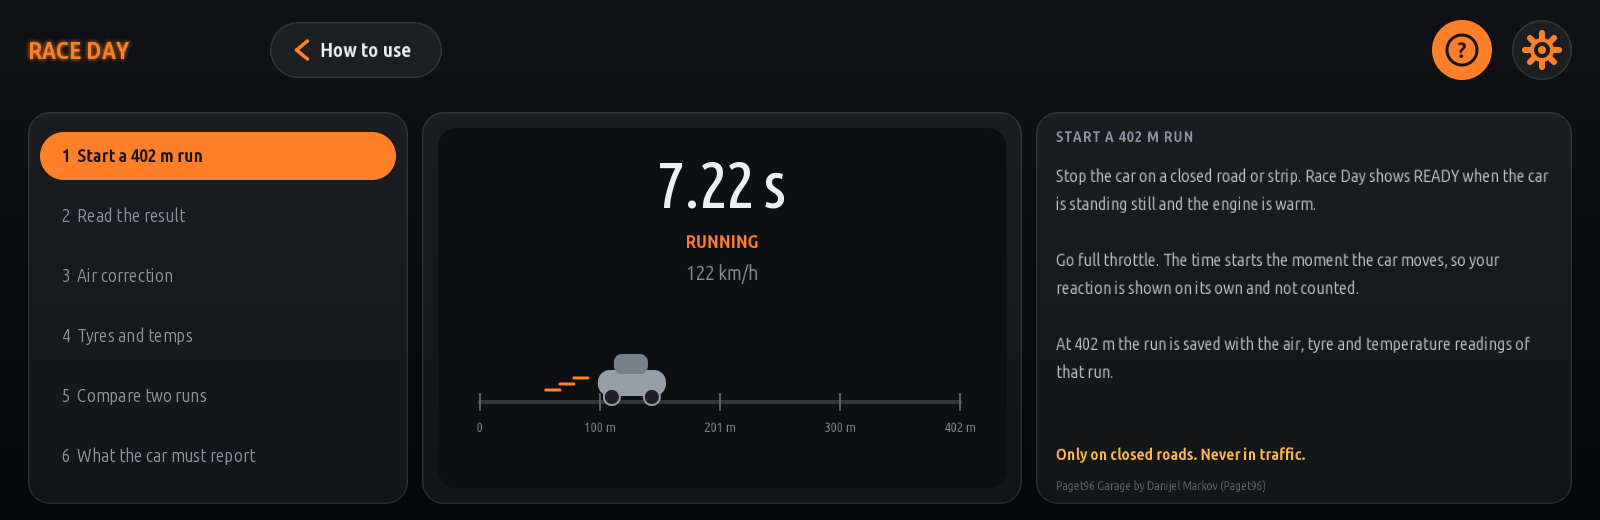 RACE DAY
How to use
?
1 Start a 402 m run
2 Read the result
3 Air correction
4 Tyres and temps
5 Compare two runs
6 What the car must report
7.22 s
RUNNING
122 km/h
0 100 m 201 m 300 m 402 m
START A 402 M RUN
Stop the car on a closed road or strip. Race Day shows READY when the car
is standing still and the engine is warm.
Go full throttle. The time starts the moment the car moves, so your
reaction is shown on its own and not counted.
At 402 m the run is saved with the air, tyre and temperature readings of
that run.
Only on closed roads. Never in traffic.
Paget96 Garage by Danijel Markov (Paget96)